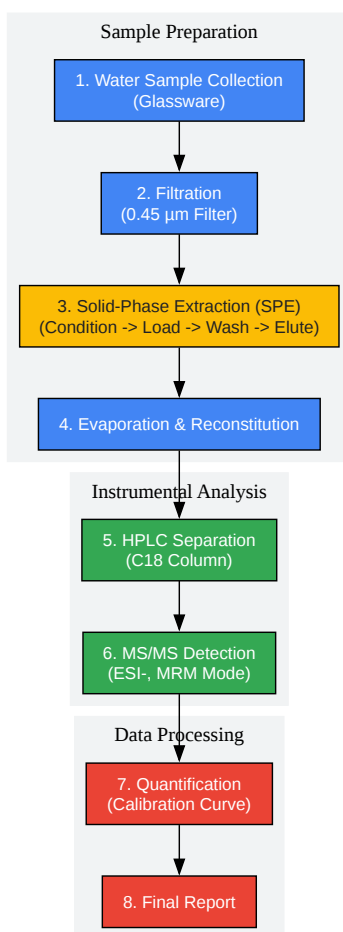 Sample Preparation
1. Water Sample Collection
(Glassware)
2. Filtration
(0.45 µm Filter)
3. Solid-Phase Extraction (SPE)
(Condition -> Load -> Wash -> Elute)
4. Evaporation & Reconstitution
Instrumental Analysis
5. HPLC Separation
(C18 Column)
6. MS/MS Detection
(ESI-, MRM Mode)
Data Processing
7. Quantification
(Calibration Curve)
8. Final Report